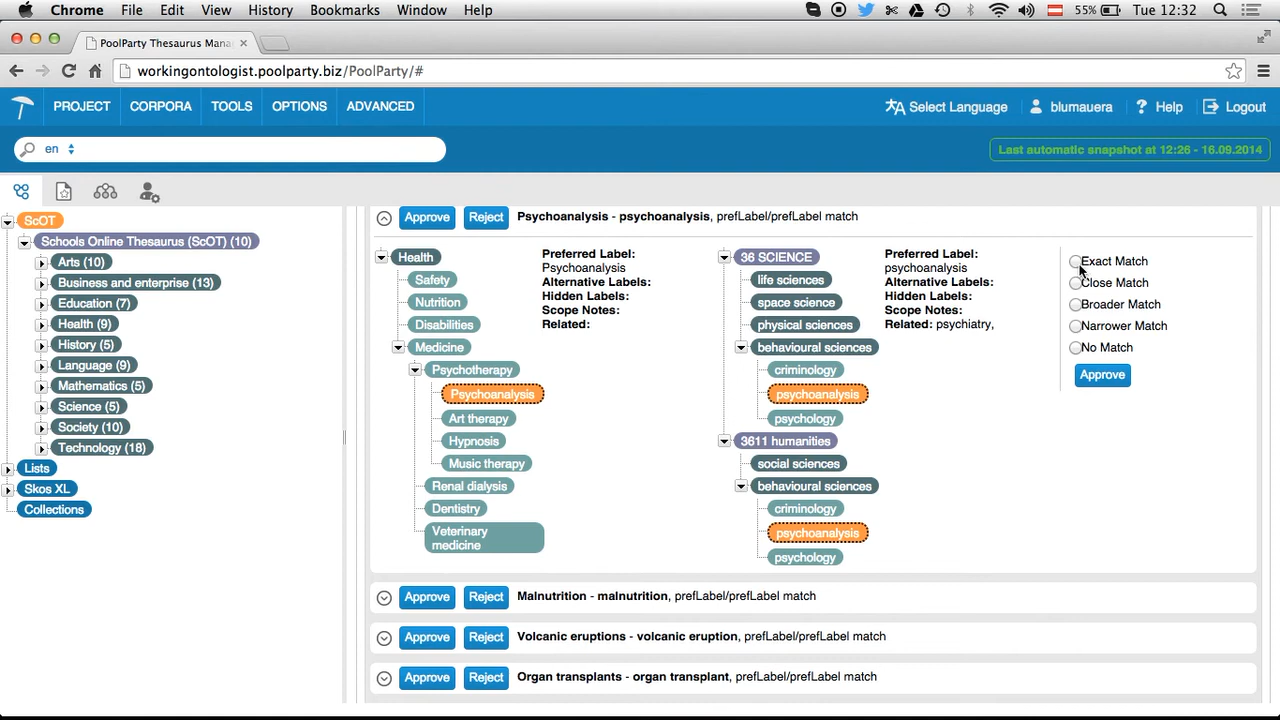 Chrome File Edit View History Bookmarks Window Help 55% Tue 12:32
PoolParty Thesaurus Mana
workingontologist.poolparty.biz/PoolParty/#
PROJECT CORPORA TOOLS OPTIONS ADVANCED Select Language blumauera ? Help Logout
en Last automatic snapshot at 12:26 - 16.09.2014
ScOT
Schools Online Thesaurus (ScOT) (10)
Arts (10)
Business and enterprise (13)
Education (7)
Health (9)
History (5)
Language (9)
Mathematics (5)
Science (5)
Society (10)
Technology (18)
Lists
Skos XL
Collections
Approve Reject Psychoanalysis - psychoanalysis, prefLabel/prefLabel match
Health
Safety
Nutrition
Disabilities
Medicine
Psychotherapy
Psychoanalysis
Art therapy
Hypnosis
Music therapy
Renal dialysis
Dentistry
Veterinary
medicine
Preferred Label:
Psychoanalysis
Alternative Labels:
Hidden Labels:
Scope Notes:
Related:
36 SCIENCE
life sciences
space science
physical sciences
behavioural sciences
criminology
psychoanalysis
psychology
3611 humanities
social sciences
behavioural sciences
criminology
psychoanalysis
psychology
Preferred Label:
psychoanalysis
Alternative Labels:
Hidden Labels:
Scope Notes:
Related: psychiatry,
Exact Match
Close Match
Broader Match
Narrower Match
No Match
Approve
Approve Reject Malnutrition - malnutrition, prefLabel/prefLabel match
Approve Reject Volcanic eruptions - volcanic eruption, prefLabel/prefLabel match
Approve Reject Organ transplants - organ transplant, prefLabel/prefLabel match